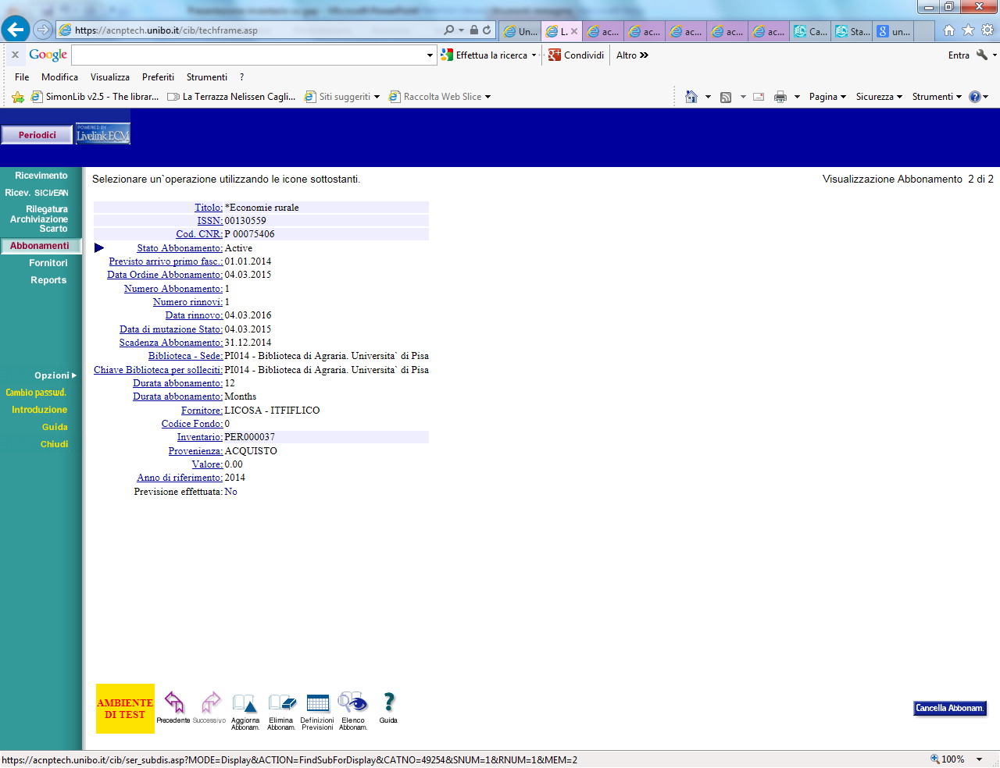 https://acnptech.unibo.it/cib/techframe.asp
Un...
L.
ac...
ac...
ac...
ac...
ac...
Ca...
Sta...
un...
x Google
Effettua la ricerca
Condividi
Altro »
Entra
File Modifica Visualizza Preferiti Strumenti ?
SimonLib v2.5 - The librar...
La Terrazza Nelissen Cagli...
Siti suggeriti
Raccolta Web Slice
Pagina Sicurezza Strumenti
Periodici
POWERED BY
Livelink ECM
Ricevimento
Ricev. SICI/EAN
Rilegatura
Archiviazione
Scarto
Abbonamenti
Fornitori
Reports
Opzioni
Cambio passwd.
Introduzione
Guida
Chiudi
Selezionare un`operazione utilizzando le icone sottostanti.
Visualizzazione Abbonamento 2 di 2
Titolo: *Economie rurale
ISSN: 00130559
Cod. CNR: P 00075406
Stato Abbonamento: Active
Previsto arrivo primo fasc.: 01.01.2014
Data Ordine Abbonamento: 04.03.2015
Numero Abbonamento: 1
Numero rinnovi: 1
Data rinnovo: 04.03.2016
Data di mutazione Stato: 04.03.2015
Scadenza Abbonamento: 31.12.2014
Biblioteca - Sede: PI014 - Biblioteca di Agraria. Universita` di Pisa
Chiave Biblioteca per solleciti: PI014 - Biblioteca di Agraria. Universita` di Pisa
Durata abbonamento: 12
Durata abbonamento: Months
Fornitore: LICOSA - ITFIFLICO
Codice Fondo: 0
Inventario: PER000037
Provenienza: ACQUISTO
Valore: 0.00
Anno di riferimento: 2014
Previsione effettuata: No
AMBIENTE
DI TEST
Precedente
Successivo
Aggiorna
Abbonam.
Elimina
Abbonam.
Definizioni
Previsioni
Elenco
Abbonam.
Guida
Cancella Abbonam.
https://acnptech.unibo.it/cib/ser_subdis.asp?MODE=Display&ACTION=FindSubForDisplay&CATNO=49254&SNUM=1&RNUM=1&MEM=2
100%